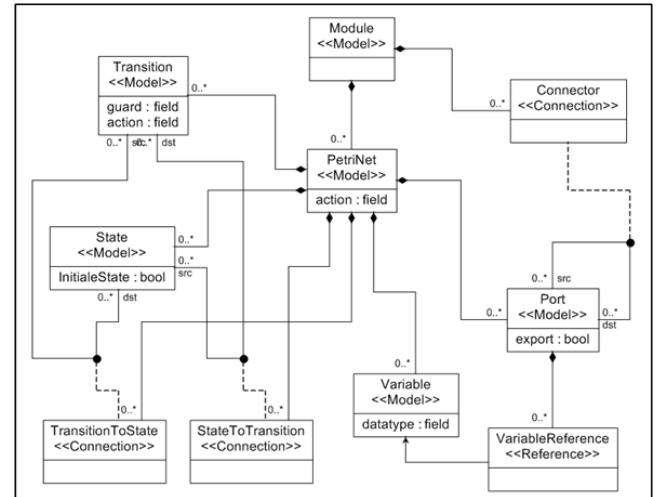 Module
<<Model>>
Transition
<<Model>>
guard : field
action : field
0..*
0..* src
0..* dst
Connector
<<Connection>>
0..*
0..*
PetriNet
<<Model>>
action : field
State
<<Model>>
InitialeState : bool
0..*
0..*
src
0..* dst
0..*
src
Port
<<Model>>
export : bool
0..*
0..*
dst
0..*
Variable
<<Model>>
datatype : field
0..*
VariableReference
<<Reference>>
0..*
TransitionToState
<<Connection>>
0..*
StateToTransition
<<Connection>>